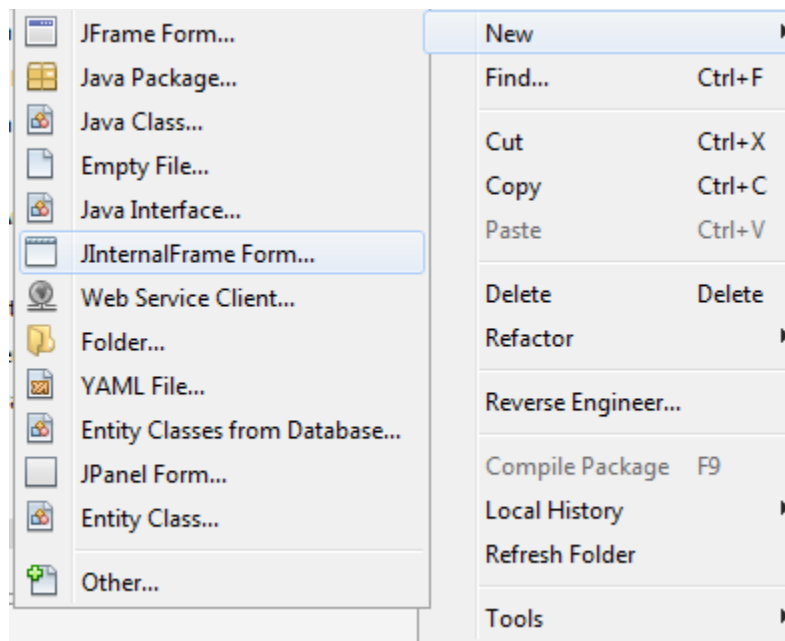 JFrame Form...
Java Package...
Java Class...
Empty File...
Java Interface...
JInternalFrame Form...
Web Service Client...
Folder...
YAML File...
Entity Classes from Database...
JPanel Form...
Entity Class...
Other...
New
Find... Ctrl+F
Cut Ctrl+X
Copy Ctrl+C
Paste Ctrl+V
Delete Delete
Refactor
Reverse Engineer...
Compile Package F9
Local History
Refresh Folder
Tools